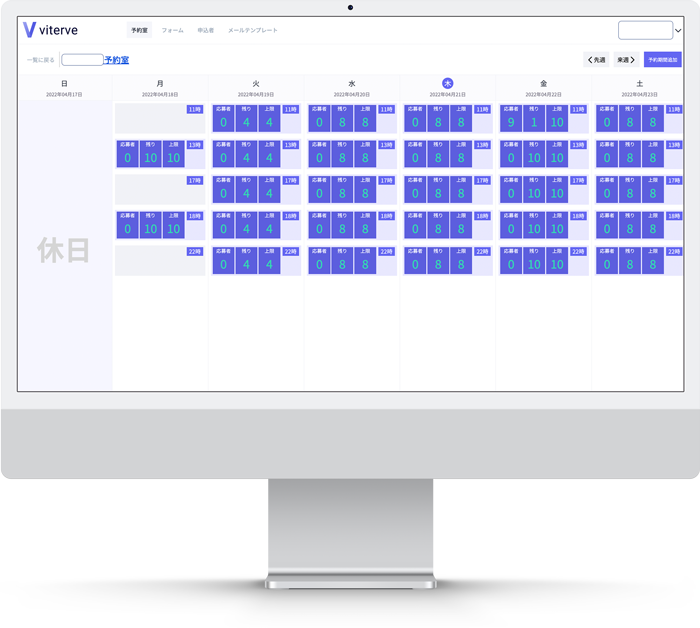 viterve
予約室 フォーム 申込者 メールテンプレート
一覧に戻る 予約室 先週 来週 予約期間追加
日 月 火 水 木 金 土
2022年04月17日 2022年04月18日 2022年04月19日 2022年04月20日 2022年04月21日 2022年04月22日 2022年04月23日
11時 応募者 残り 上限 11時 応募者 残り 上限 11時 応募者 残り 上限 11時 応募者 残り 上限 11時 応募者 残り 上限 11時
0 4 4 0 8 8 0 8 8 9 1 10 0 8 8
応募者 残り 上限 13時 応募者 残り 上限 13時 応募者 残り 上限 13時 応募者 残り 上限 13時 応募者 残り 上限 13時 応募者 残り 上限 13時
0 10 10 0 4 4 0 8 8 0 8 8 0 10 10 0 8 8
17時 応募者 残り 上限 17時 応募者 残り 上限 17時 応募者 残り 上限 17時 応募者 残り 上限 17時 応募者 残り 上限 17時
0 4 4 0 8 8 0 8 8 0 10 10 0 8 8
応募者 残り 上限 18時 応募者 残り 上限 18時 応募者 残り 上限 18時 応募者 残り 上限 18時 応募者 残り 上限 18時 応募者 残り 上限 18時
0 10 10 0 4 4 0 8 8 0 8 8 0 10 10 0 8 8
休日
22時 応募者 残り 上限 22時 応募者 残り 上限 22時 応募者 残り 上限 22時 応募者 残り 上限 22時 応募者 残り 上限 22時
0 4 4 0 8 8 0 8 8 0 10 10 0 8 8